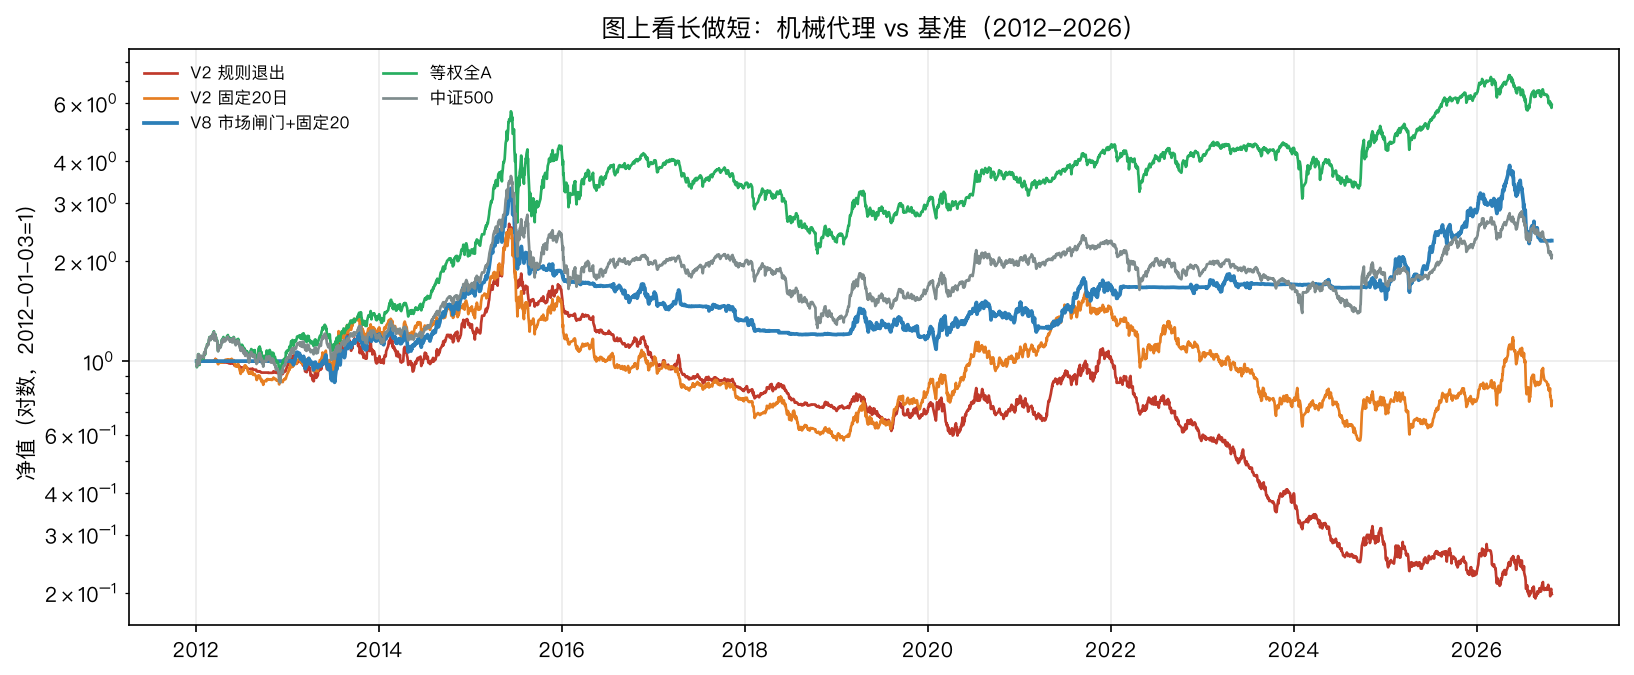 图上看长做短：机械代理 vs 基准（2012–2026）
V2 规则退出
V2 固定20日
V8 市场闸门+固定20
等权全A
中证500
净值（对数，2012-01-03=1）
6 × 10⁰
4 × 10⁰
3 × 10⁰
2 × 10⁰
10⁰
6 × 10⁻¹
4 × 10⁻¹
3 × 10⁻¹
2 × 10⁻¹
2012 2014 2016 2018 2020 2022 2024 2026